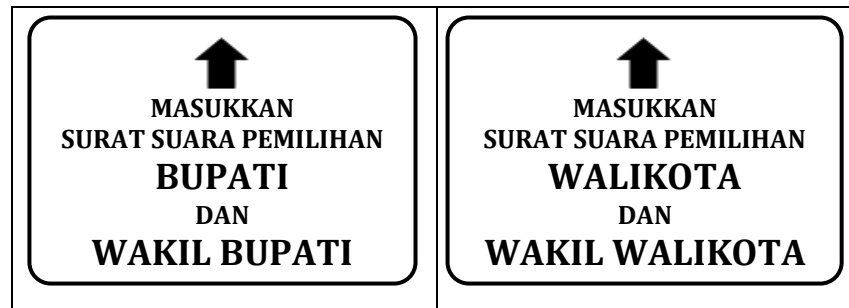 MASUKKAN
SURAT SUARA PEMILIHAN
BUPATI
DAN
WAKIL BUPATI
MASUKKAN
SURAT SUARA PEMILIHAN
WALIKOTA
DAN
WAKIL WALIKOTA